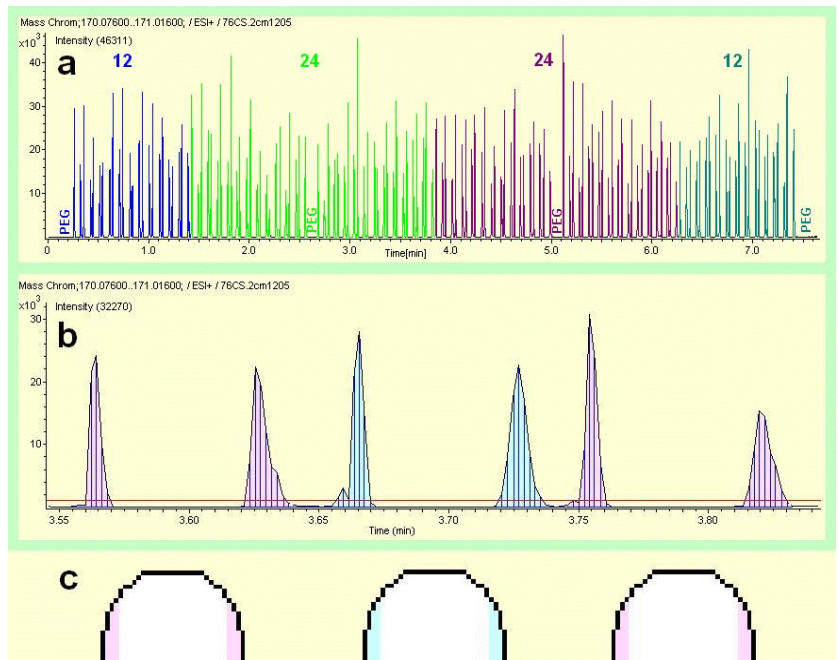 Mass Chrom;170.07600..171.01600; / ESI+ / 76CS.2cm1205
x10³ Intensity (46311)
a 12 24 24 12
40
30
20
10
PEG PEG PEG PEG
0 1.0 2.0 3.0 4.0 5.0 6.0 7.0
Time[min]
Mass Chrom;170.07600..171.01600; / ESI+ / 76CS.2cm1205
x10³ Intensity (32270)
30
b
20
10
3.55 3.60 3.65 3.70 3.75 3.80
Time (min)
c